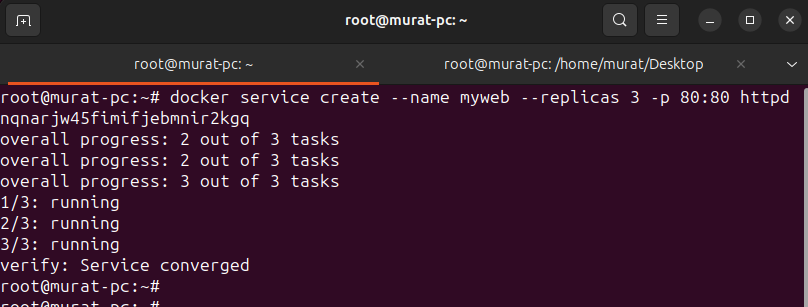 root@murat-pc: ~
root@murat-pc: ~
root@murat-pc: /home/murat/Desktop
root@murat-pc:~# docker service create --name myweb --replicas 3 -p 80:80 httpd
nqnarjw45fimifjebmnir2kgq
overall progress: 2 out of 3 tasks
overall progress: 2 out of 3 tasks
overall progress: 3 out of 3 tasks
1/3: running
2/3: running
3/3: running
verify: Service converged
root@murat-pc:~#
root@murat-pc:~#